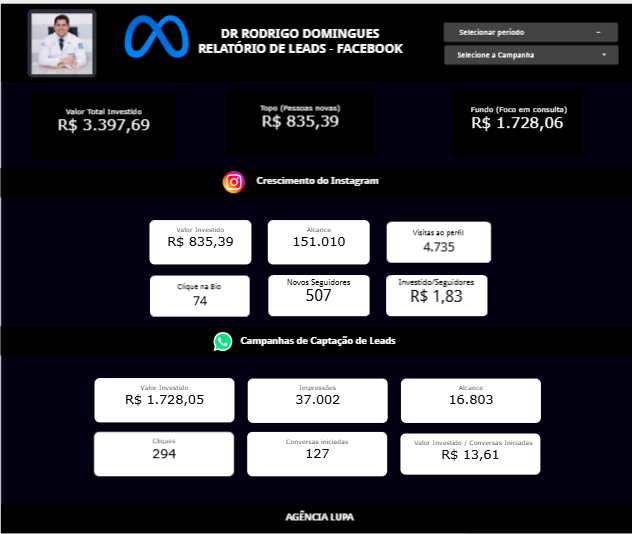 DR RODRIGO DOMINGUES
RELATÓRIO DE LEADS - FACEBOOK
Selecionar período
Selecione a Campanha
Valor Total Investido
R$ 3.397,69
Topo (Pessoas novas)
R$ 835,39
Fundo (Foco em consulta)
R$ 1.728,06
Crescimento do Instagram
Valor Investido
R$ 835,39
Alcance
151.010
Visitas ao perfil
4.735
Clique na Bio
74
Novos Seguidores
507
Investido/Seguidores
R$ 1,83
Campanhas de Captação de Leads
Valor Investido
R$ 1.728,05
Impressões
37.002
Alcance
16.803
Cliques
294
Conversas iniciadas
127
Valor Investido / Conversas Iniciadas
R$ 13,61
AGÊNCIA LUPA